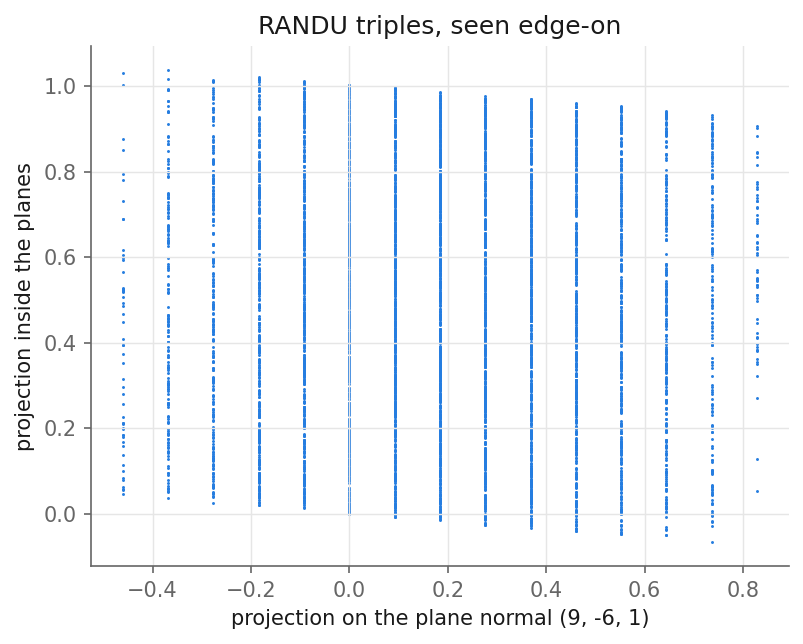 RANDU triples, seen edge-on
projection inside the planes
1.0
0.8
0.6
0.4
0.2
0.0
−0.4 −0.2 0.0 0.2 0.4 0.6 0.8
projection on the plane normal (9, -6, 1)